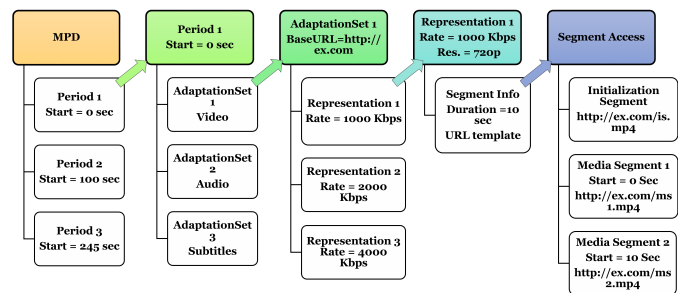 MPD
Period 1
Start = 0 sec
Period 2
Start = 100 sec
Period 3
Start = 245 sec
Period 1
Start = 0 sec
AdaptationSet
1
Video
AdaptationSet
2
Audio
AdaptationSet
3
Subtitles
AdaptationSet 1
BaseURL=http://
ex.com
Representation 1
Rate = 1000 Kbps
Representation 2
Rate = 2000
Kbps
Representation 3
Rate = 4000
Kbps
Representation 1
Rate = 1000 Kbps
Res. = 720p
Segment Info
Duration =10
sec
URL template
Segment Access
Initialization
Segment
http://ex.com/is.
mp4
Media Segment 1
Start = 0 Sec
http://ex.com/ms
1.mp4
Media Segment 2
Start = 10 Sec
http://ex.com/ms
2.mp4